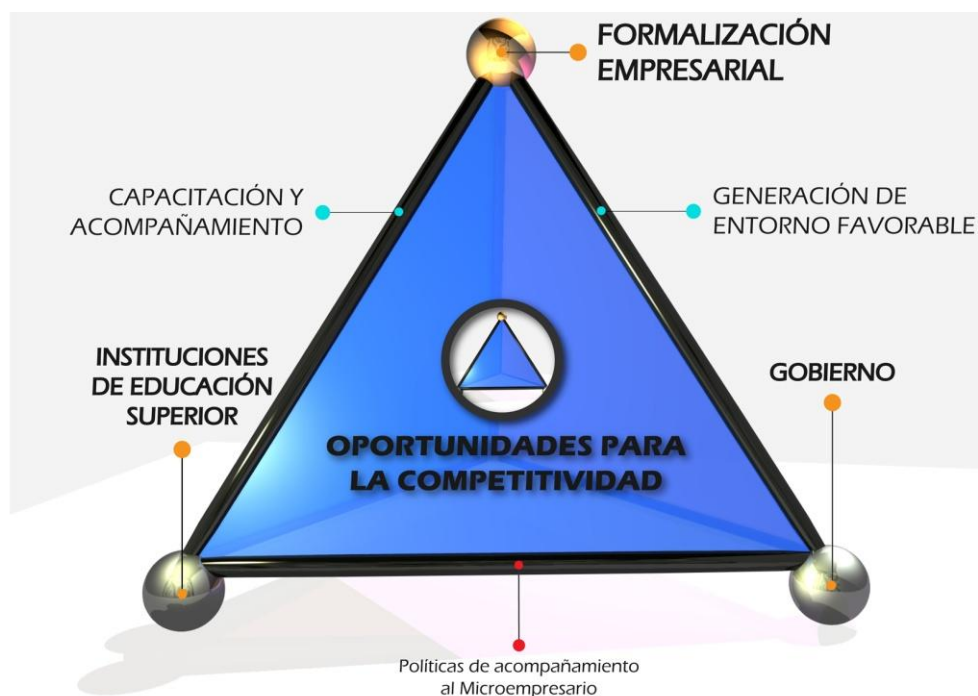 FORMALIZACIÓN
EMPRESARIAL
CAPACITACIÓN Y
ACOMPAÑAMIENTO
GENERACIÓN DE
ENTORNO FAVORABLE
INSTITUCIONES
DE EDUCACIÓN
SUPERIOR
GOBIERNO
OPORTUNIDADES PARA
LA COMPETITIVIDAD
Políticas de acompañamiento
al Microempresario